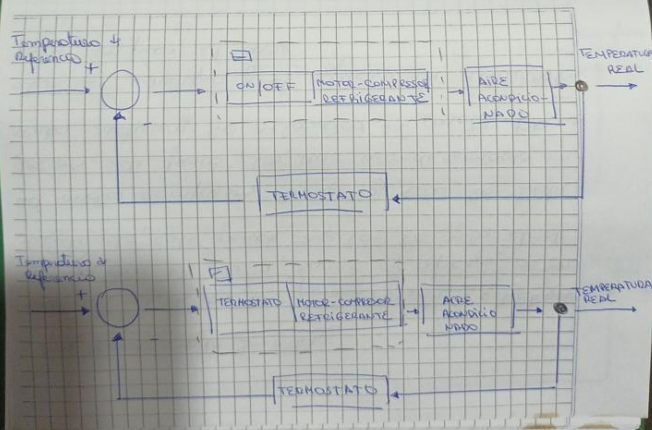 Temperatura de
Referencia
+
-
ON/OFF
MOTOR-COMPRESOR
REFRIGERANTE
AIRE
ACONDICIO-
NADO
TEMPERATURA
REAL
TERMOSTATO
Temperatura de
Referencia
+
-
TERMOSTATO
MOTOR-COMPRESOR
REFRIGERANTE
AIRE
ACONDICIO
NADO
TEMPERATURA
REAL
TERMOSTATO